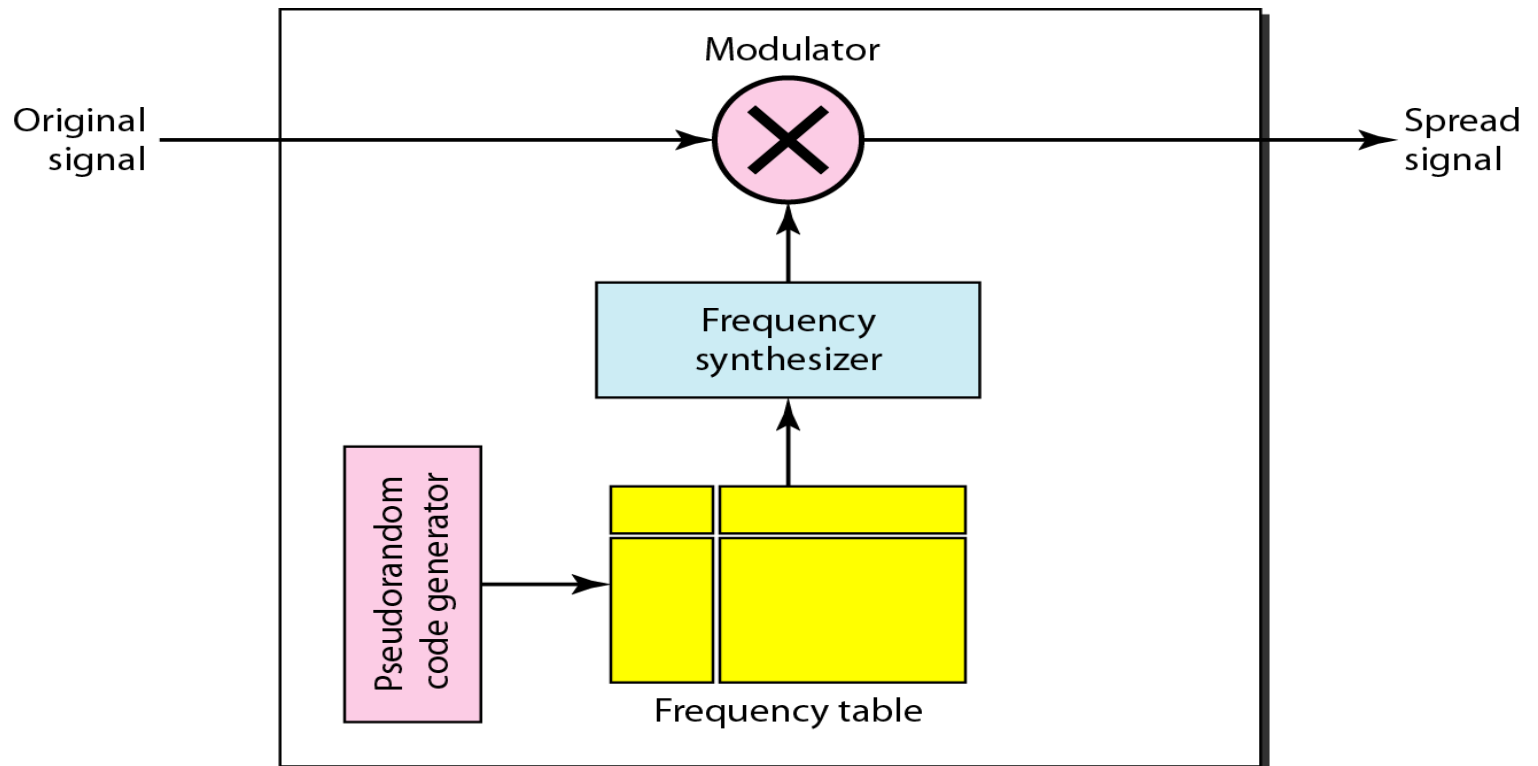 Modulator
Original
signal
Spread
signal
Frequency
synthesizer
Pseudorandom
code generator
Frequency table